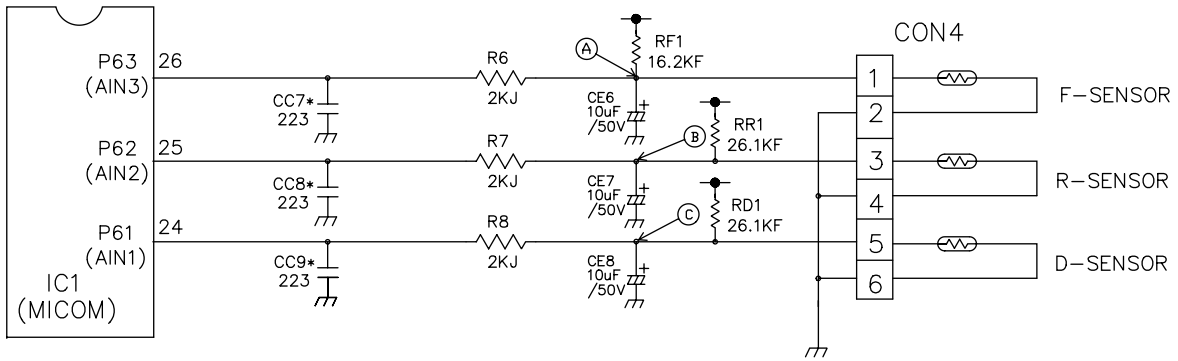 P63
(AIN3)
26
R6
2KJ
CC7*
223
A
RF1
16.2KF
CE6
10uF
/50V
CON4
1
2
F-SENSOR
P62
(AIN2)
25
R7
2KJ
CC8*
223
B
RR1
26.1KF
CE7
10uF
/50V
3
4
R-SENSOR
P61
(AIN1)
24
R8
2KJ
CC9*
223
C
RD1
26.1KF
CE8
10uF
/50V
5
6
D-SENSOR
IC1
(MICOM)